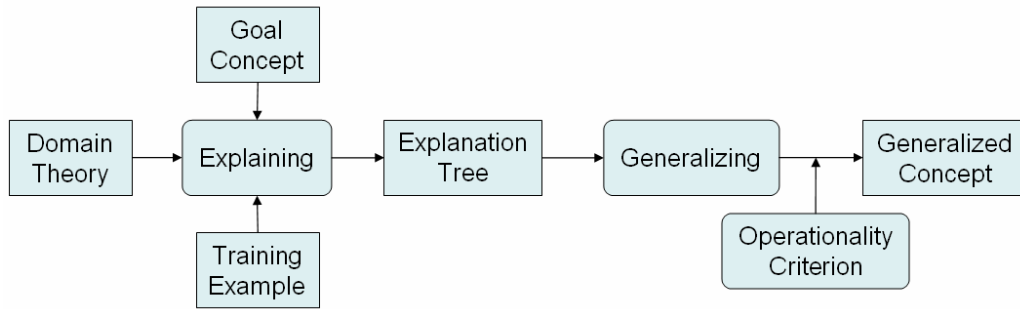 Goal
Concept
Domain
Theory
Explaining
Explanation
Tree
Generalizing
Generalized
Concept
Training
Example
Operationality
Criterion